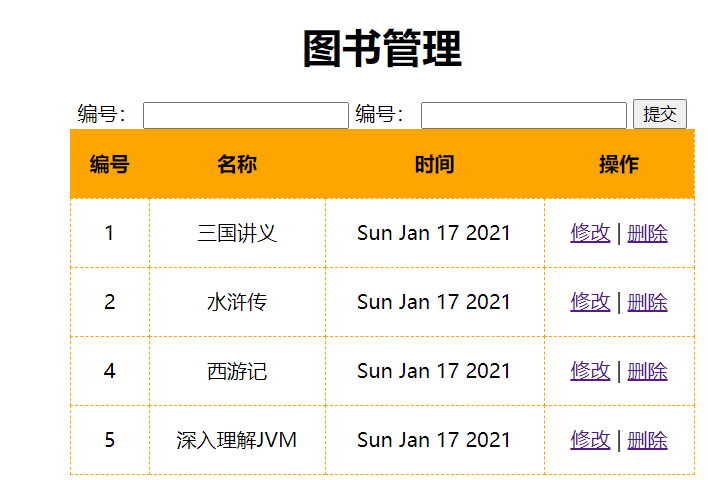 图书管理
编号： 编号： 提交
编号 名称 时间 操作
1 三国讲义 Sun Jan 17 2021 修改 | 删除
2 水浒传 Sun Jan 17 2021 修改 | 删除
4 西游记 Sun Jan 17 2021 修改 | 删除
5 深入理解JVM Sun Jan 17 2021 修改 | 删除